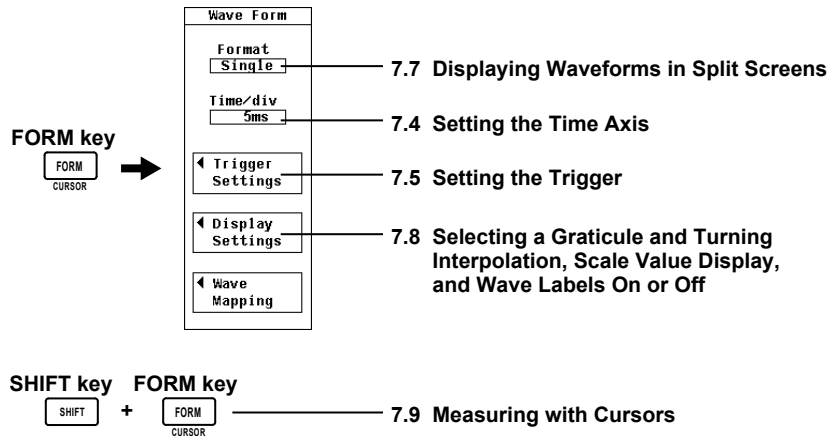 Wave Form
Format
Single
7.7 Displaying Waveforms in Split Screens
Time/div
5ms
7.4 Setting the Time Axis
FORM key
FORM
CURSOR
Trigger
Settings
7.5 Setting the Trigger
Display
Settings
7.8 Selecting a Graticule and Turning
Interpolation, Scale Value Display,
and Wave Labels On or Off
Wave
Mapping
SHIFT key FORM key
SHIFT + FORM
CURSOR
7.9 Measuring with Cursors